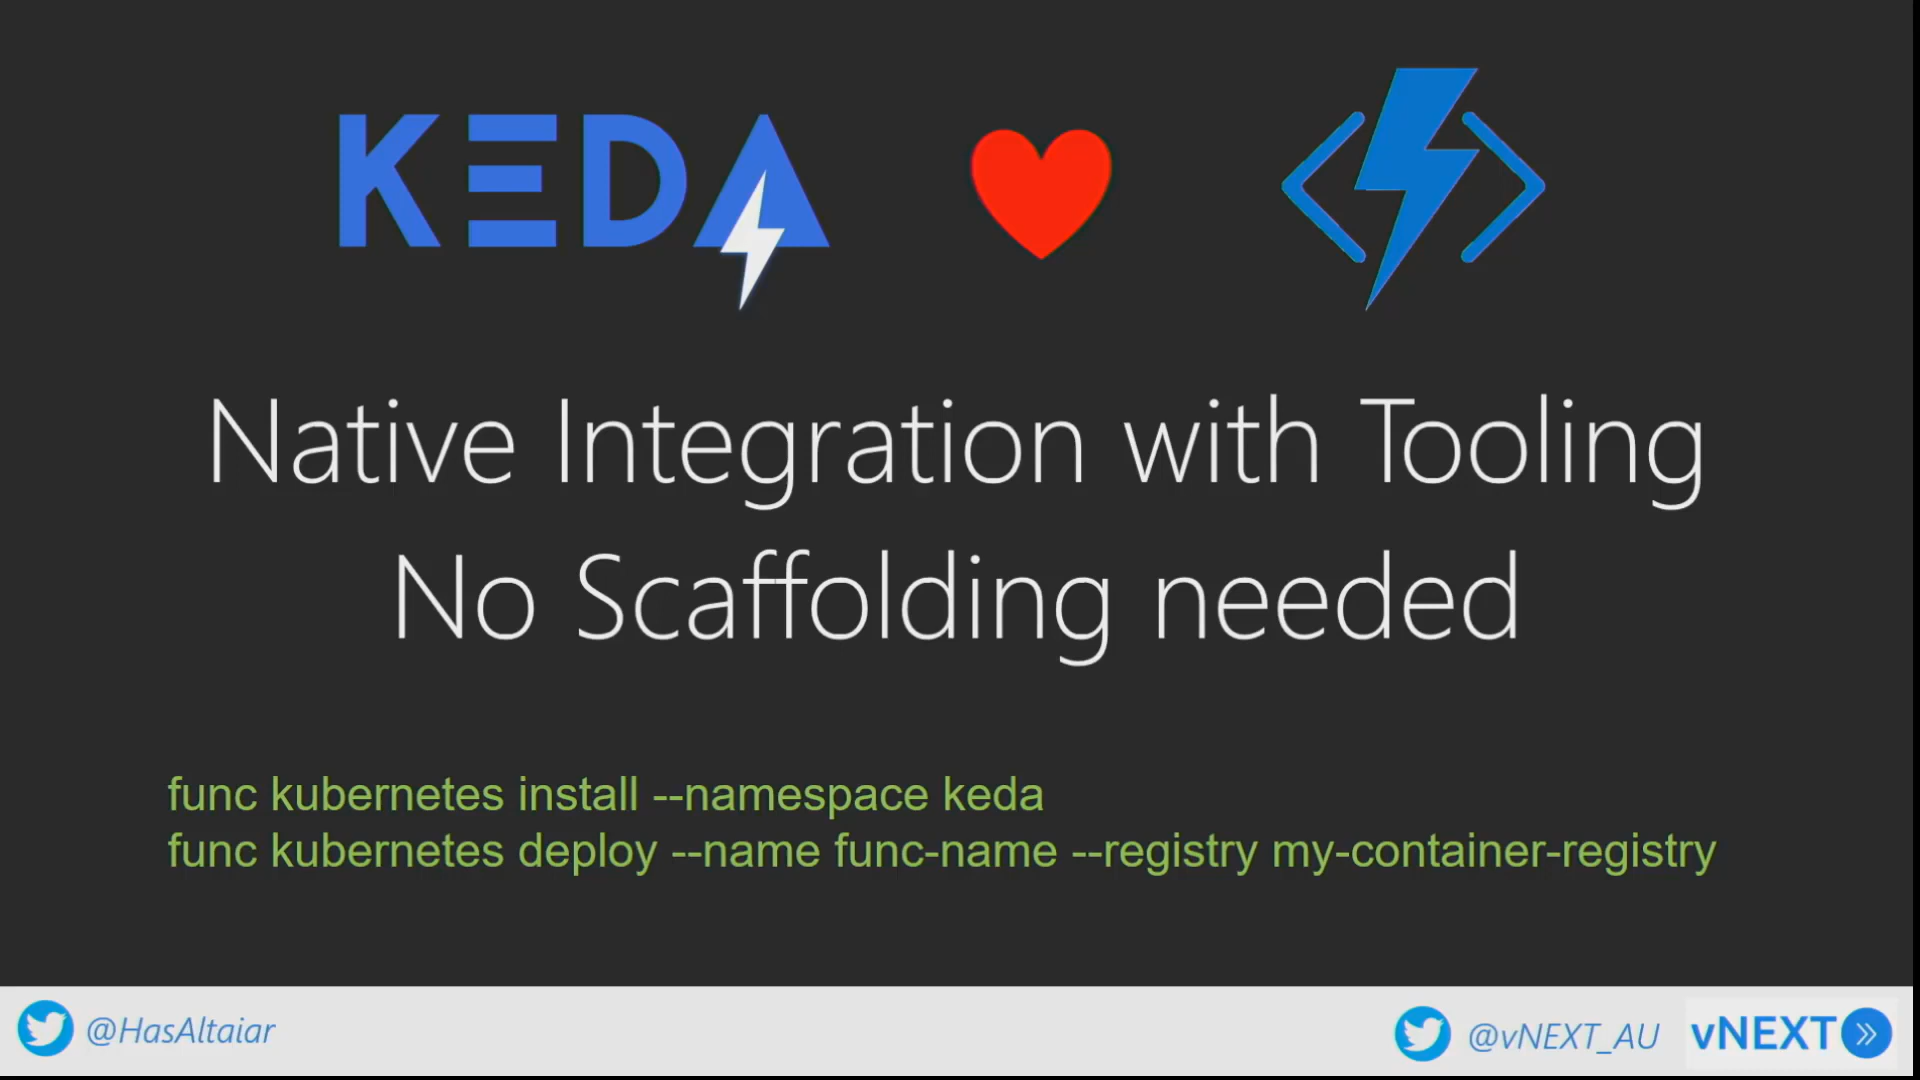 KEDA
Native Integration with Tooling
No Scaffolding needed
func kubernetes install --namespace keda
func kubernetes deploy --name func-name --registry my-container-registry
@HasAltaiar
@vNEXT_AU
vNEXT